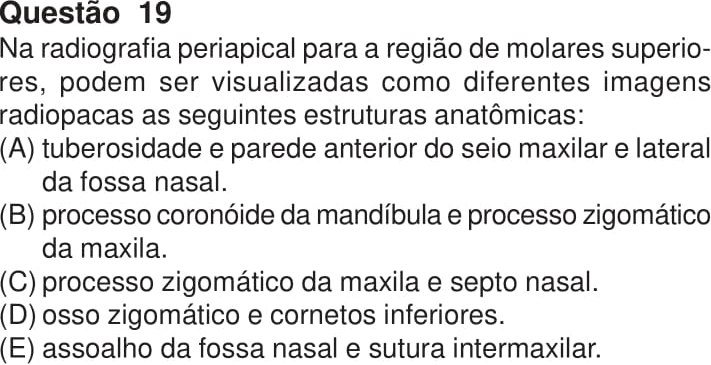 Questão 19
Na radiografia periapical para a região de molares superio-
res, podem ser visualizadas como diferentes imagens
radiopacas as seguintes estruturas anatômicas:
(A) tuberosidade e parede anterior do seio maxilar e lateral
da fossa nasal.
(B) processo coronóide da mandíbula e processo zigomático
da maxila.
(C) processo zigomático da maxila e septo nasal.
(D) osso zigomático e cornetos inferiores.
(E) assoalho da fossa nasal e sutura intermaxilar.